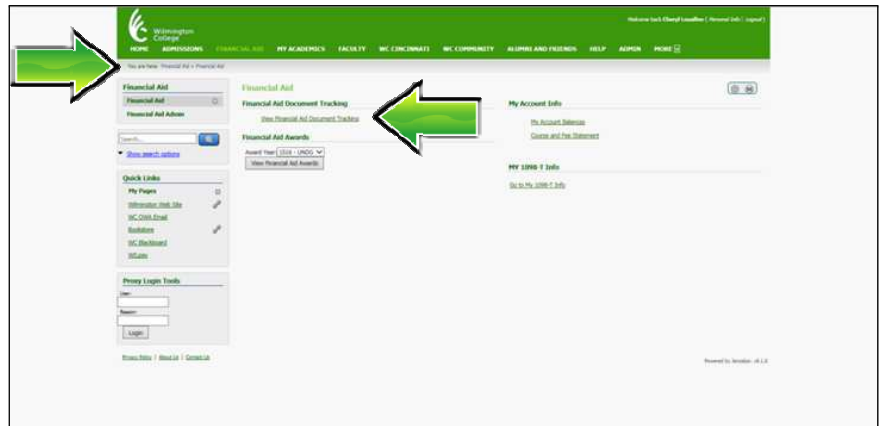 Wilmington
College
Welcome back Cheryl Louallen ( Personal Info | Logout )
HOME ADMISSIONS FINANCIAL AID MY ACADEMICS FACULTY WC CINCINNATI WC COMMUNITY ALUMNI AND FRIENDS HELP ADMIN MORE
You are here: Financial Aid > Financial Aid
Financial Aid
Financial Aid
Financial Aid Admin
Search...
Show search options
Quick Links
My Pages
Wilmington Web Site
WC OWA Email
Bookstore
WC Blackboard
Proxy Login Tools
User:
Reason:
Login
Privacy Policy | About Us | Contact Us
Financial Aid
Financial Aid Document Tracking
View Financial Aid Document Tracking
Financial Aid Awards
Award Year: 1516 - UNDG
View Financial Aid Awards
My Account Info
My Account Balances
Course and Fee Statement
MY 1098-T Info
Go to My 1098-T Info
Powered by Jenzabar.